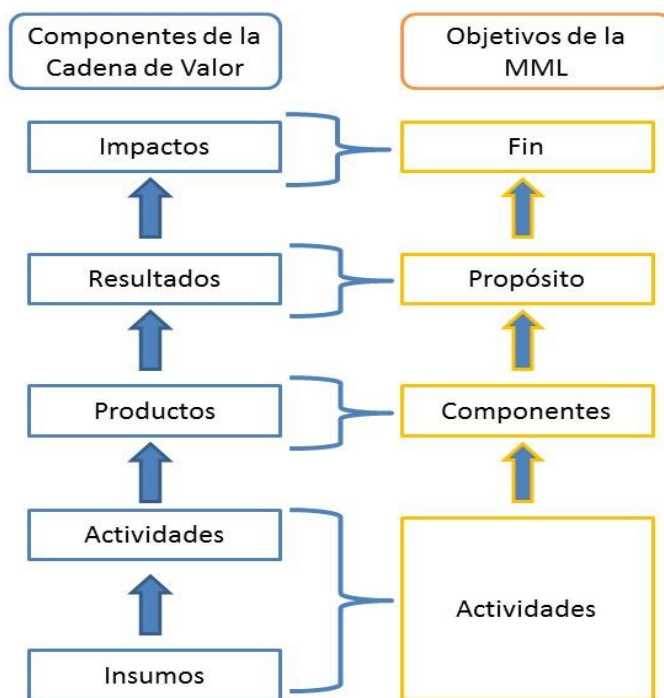 Componentes de la
Cadena de Valor
Objetivos de la
MML
Impactos
Fin
Resultados
Propósito
Productos
Componentes
Actividades
Actividades
Insumos